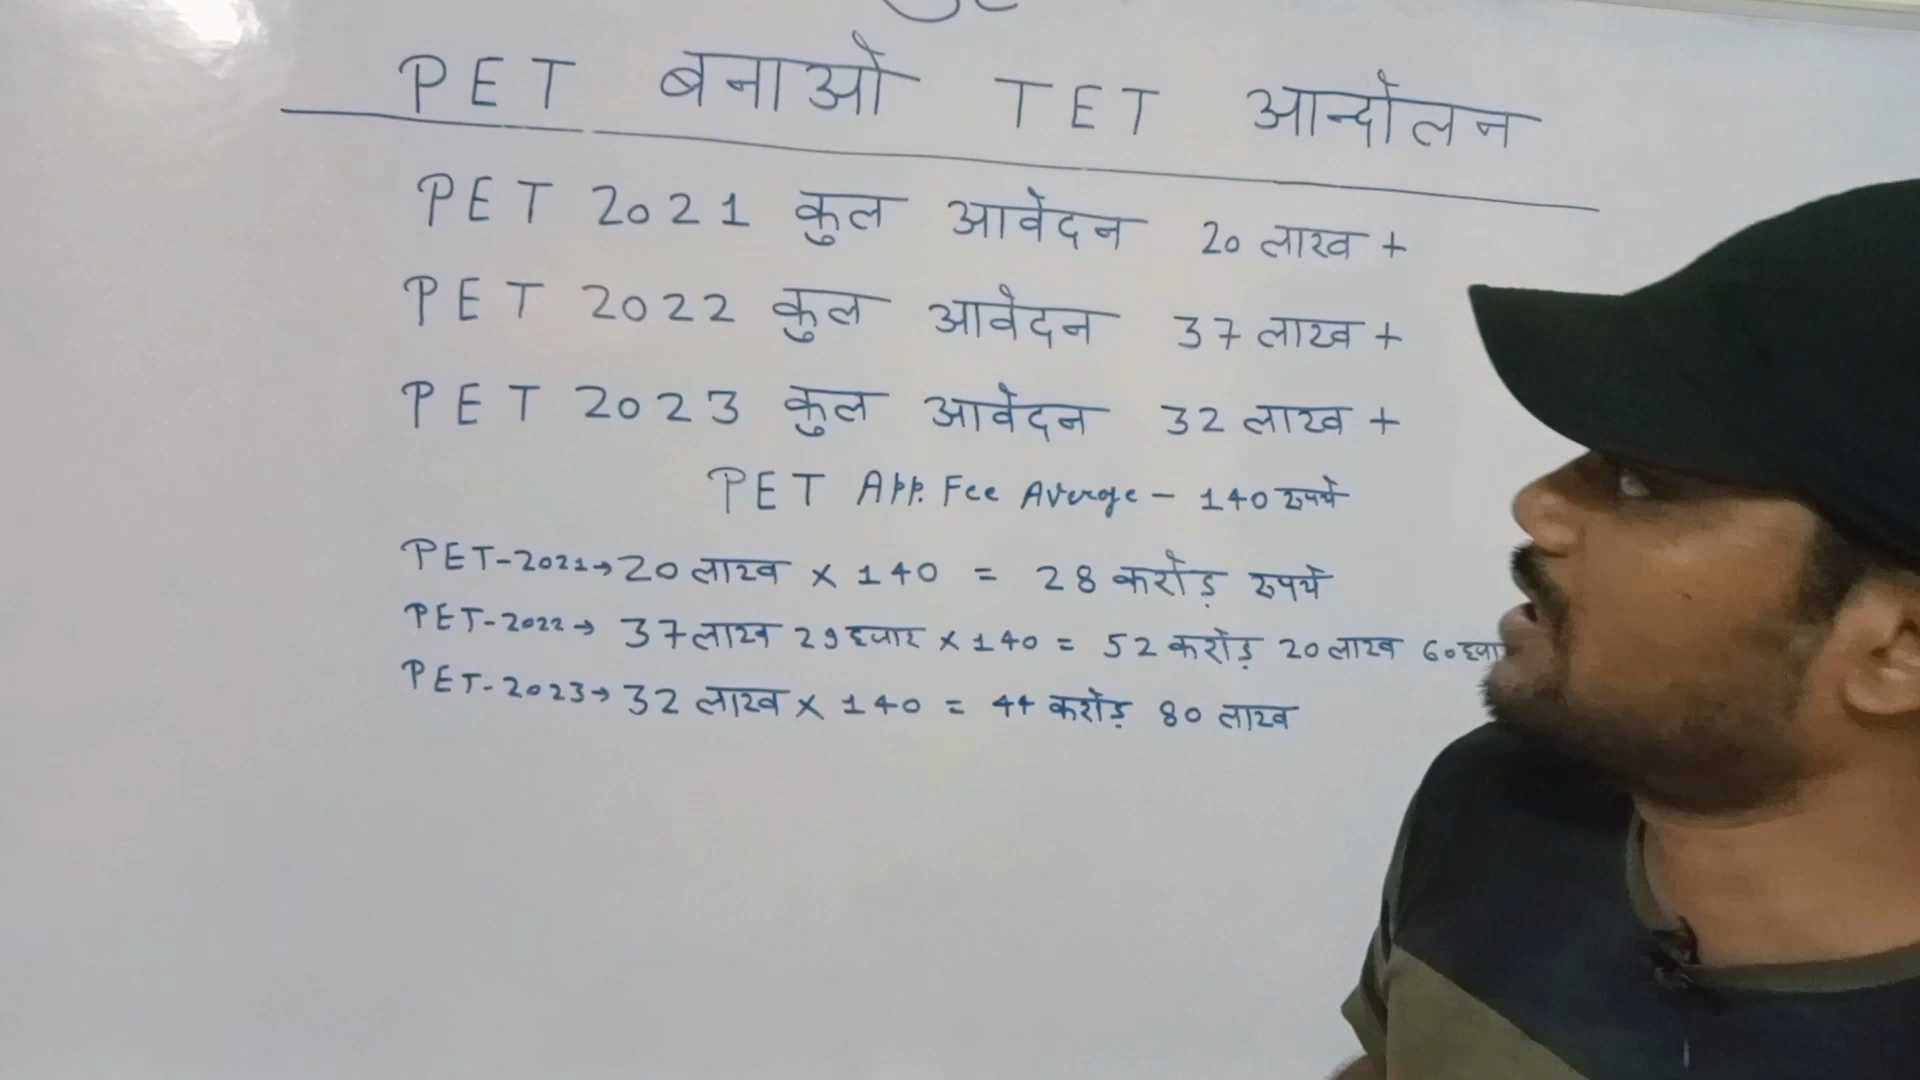 PET बनाओ TET आन्दोलन
PET 2021 कुल आवेदन 20 लाख +
PET 2022 कुल आवेदन 37 लाख +
PET 2023 कुल आवेदन 32 लाख +
PET App. Fee Average - 140 रुपये
PET-2021→20 लाख × 140 = 28 करोड़ रुपये
PET-2022→ 37 लाख 29 हजार × 140 = 52 करोड़ 20 लाख 60
PET-2023→ 32 लाख × 140 = 44 करोड़ 80 लाख